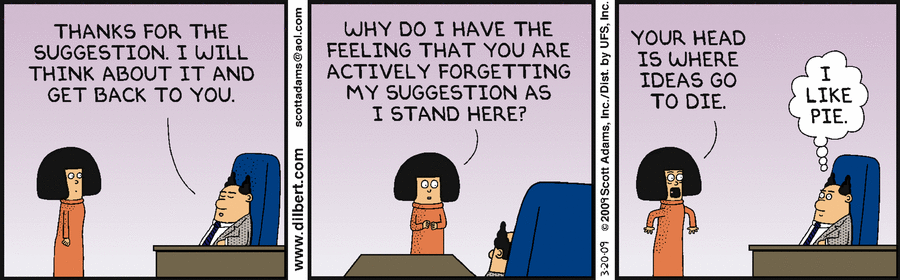 THANKS FOR THE
SUGGESTION. I WILL
THINK ABOUT IT AND
GET BACK TO YOU.
www.dilbert.com
scottadams@aol.com
WHY DO I HAVE THE
FEELING THAT YOU ARE
ACTIVELY FORGETTING
MY SUGGESTION AS
I STAND HERE?
3-20-09 © 2009 Scott Adams, Inc./Dist. by UFS, Inc.
YOUR HEAD
IS WHERE
IDEAS GO
TO DIE.
I
LIKE
PIE.